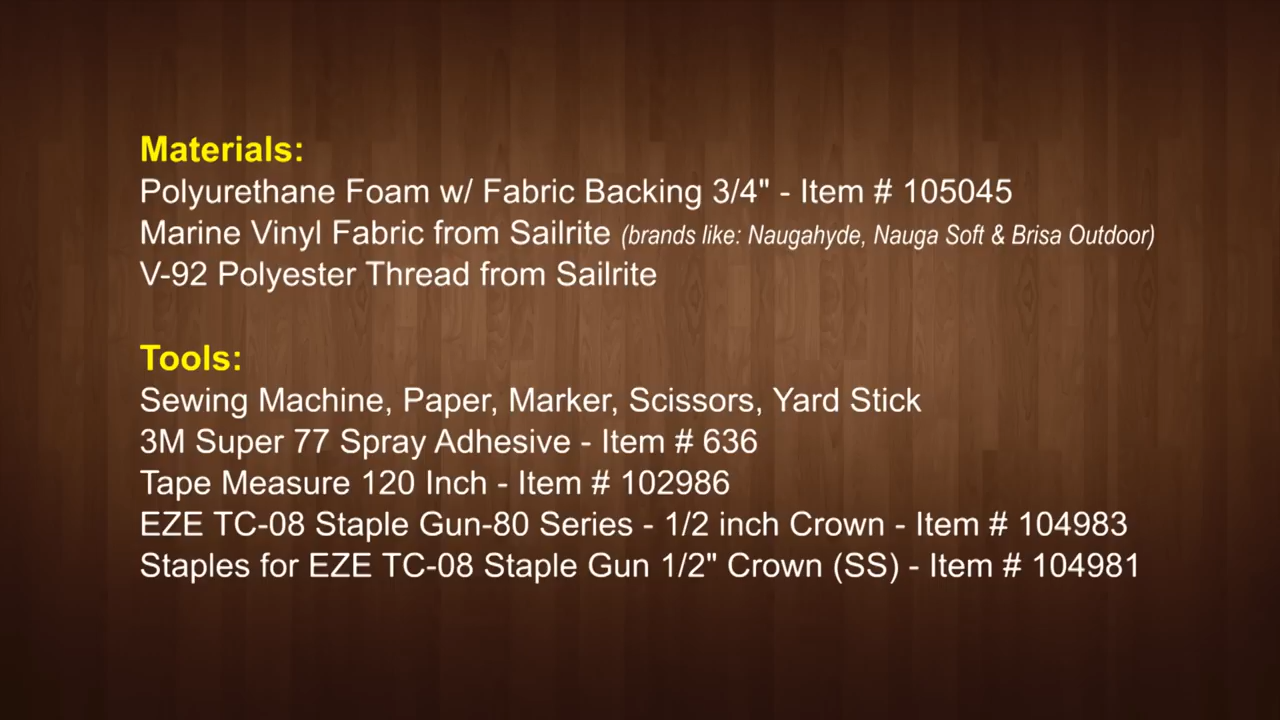 Materials:
Polyurethane Foam w/ Fabric Backing 3/4" - Item # 105045
Marine Vinyl Fabric from Sailrite (brands like: Naugahyde, Nauga Soft & Brisa Outdoor)
V-92 Polyester Thread from Sailrite
Tools:
Sewing Machine, Paper, Marker, Scissors, Yard Stick
3M Super 77 Spray Adhesive - Item # 636
Tape Measure 120 Inch - Item # 102986
EZE TC-08 Staple Gun-80 Series - 1/2 inch Crown - Item # 104983
Staples for EZE TC-08 Staple Gun 1/2" Crown (SS) - Item # 104981